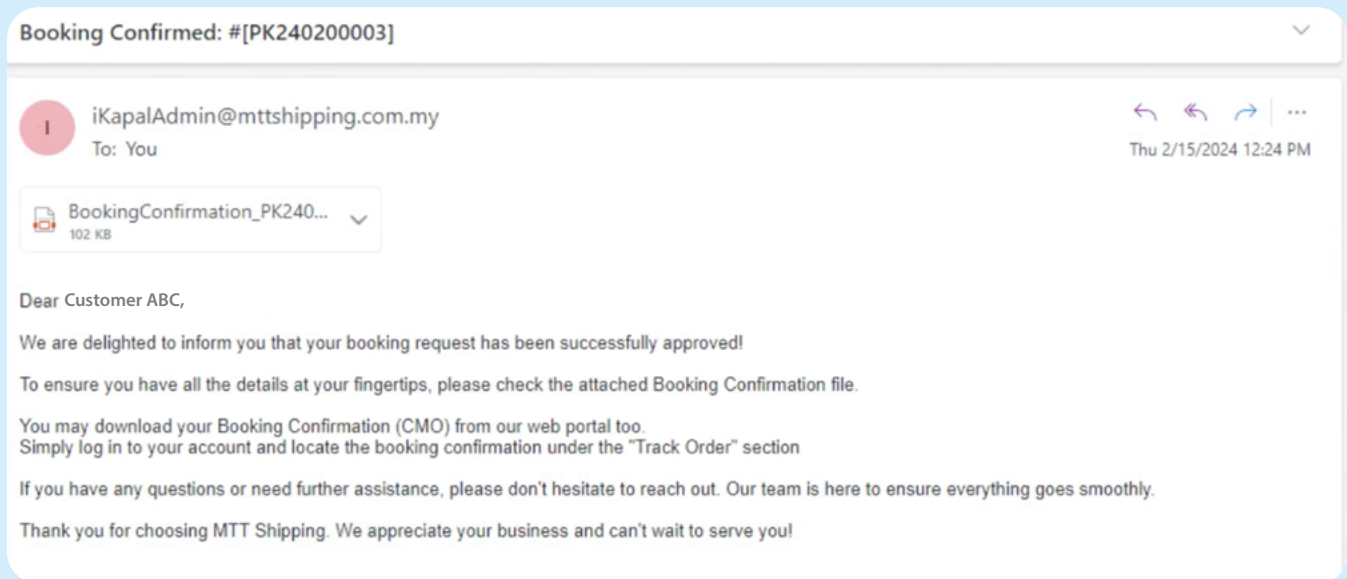 Booking Confirmed: #[PK240200003]
I
iKapalAdmin@mttshipping.com.my
To: You
Thu 2/15/2024 12:24 PM
BookingConfirmation_PK240...
102 KB
Dear Customer ABC,
We are delighted to inform you that your booking request has been successfully approved!
To ensure you have all the details at your fingertips, please check the attached Booking Confirmation file.
You may download your Booking Confirmation (CMO) from our web portal too.
Simply log in to your account and locate the booking confirmation under the "Track Order" section
If you have any questions or need further assistance, please don't hesitate to reach out. Our team is here to ensure everything goes smoothly.
Thank you for choosing MTT Shipping. We appreciate your business and can't wait to serve you!